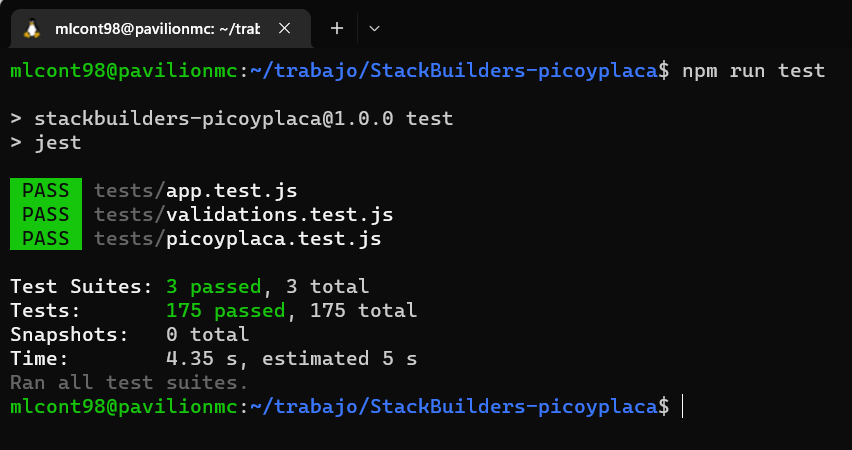 mlcont98@pavilionmc: ~/trat
mlcont98@pavilionmc:~/trabajo/StackBuilders-picoyplaca$ npm run test
> stackbuilders-picoyplaca@1.0.0 test
> jest
PASS tests/app.test.js
PASS tests/validations.test.js
PASS tests/picoyplaca.test.js
Test Suites: 3 passed, 3 total
Tests: 175 passed, 175 total
Snapshots: 0 total
Time: 4.35 s, estimated 5 s
Ran all test suites.
mlcont98@pavilionmc:~/trabajo/StackBuilders-picoyplaca$